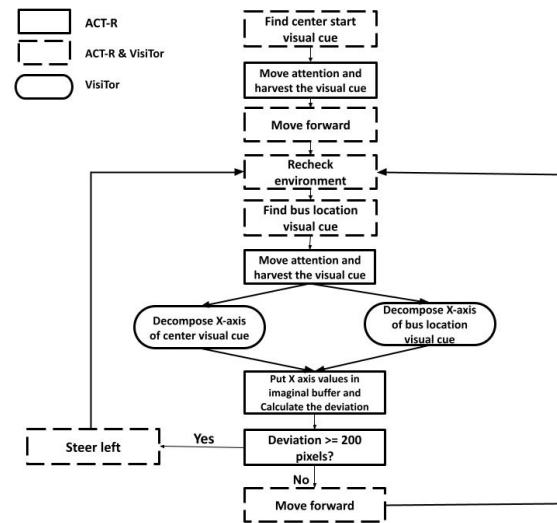 ACT-R
ACT-R & VisiTor
VisiTor
Find center start
visual cue
Move attention and
harvest the visual cue
Move forward
Recheck
environment
Find bus location
visual cue
Move attention and
harvest the visual cue
Decompose X-axis
of center visual cue
Decompose X-axis
of bus location
visual cue
Put X axis values in
imaginal buffer and
Calculate the deviation
Deviation >= 200
pixels?
Yes
Steer left
No
Move forward